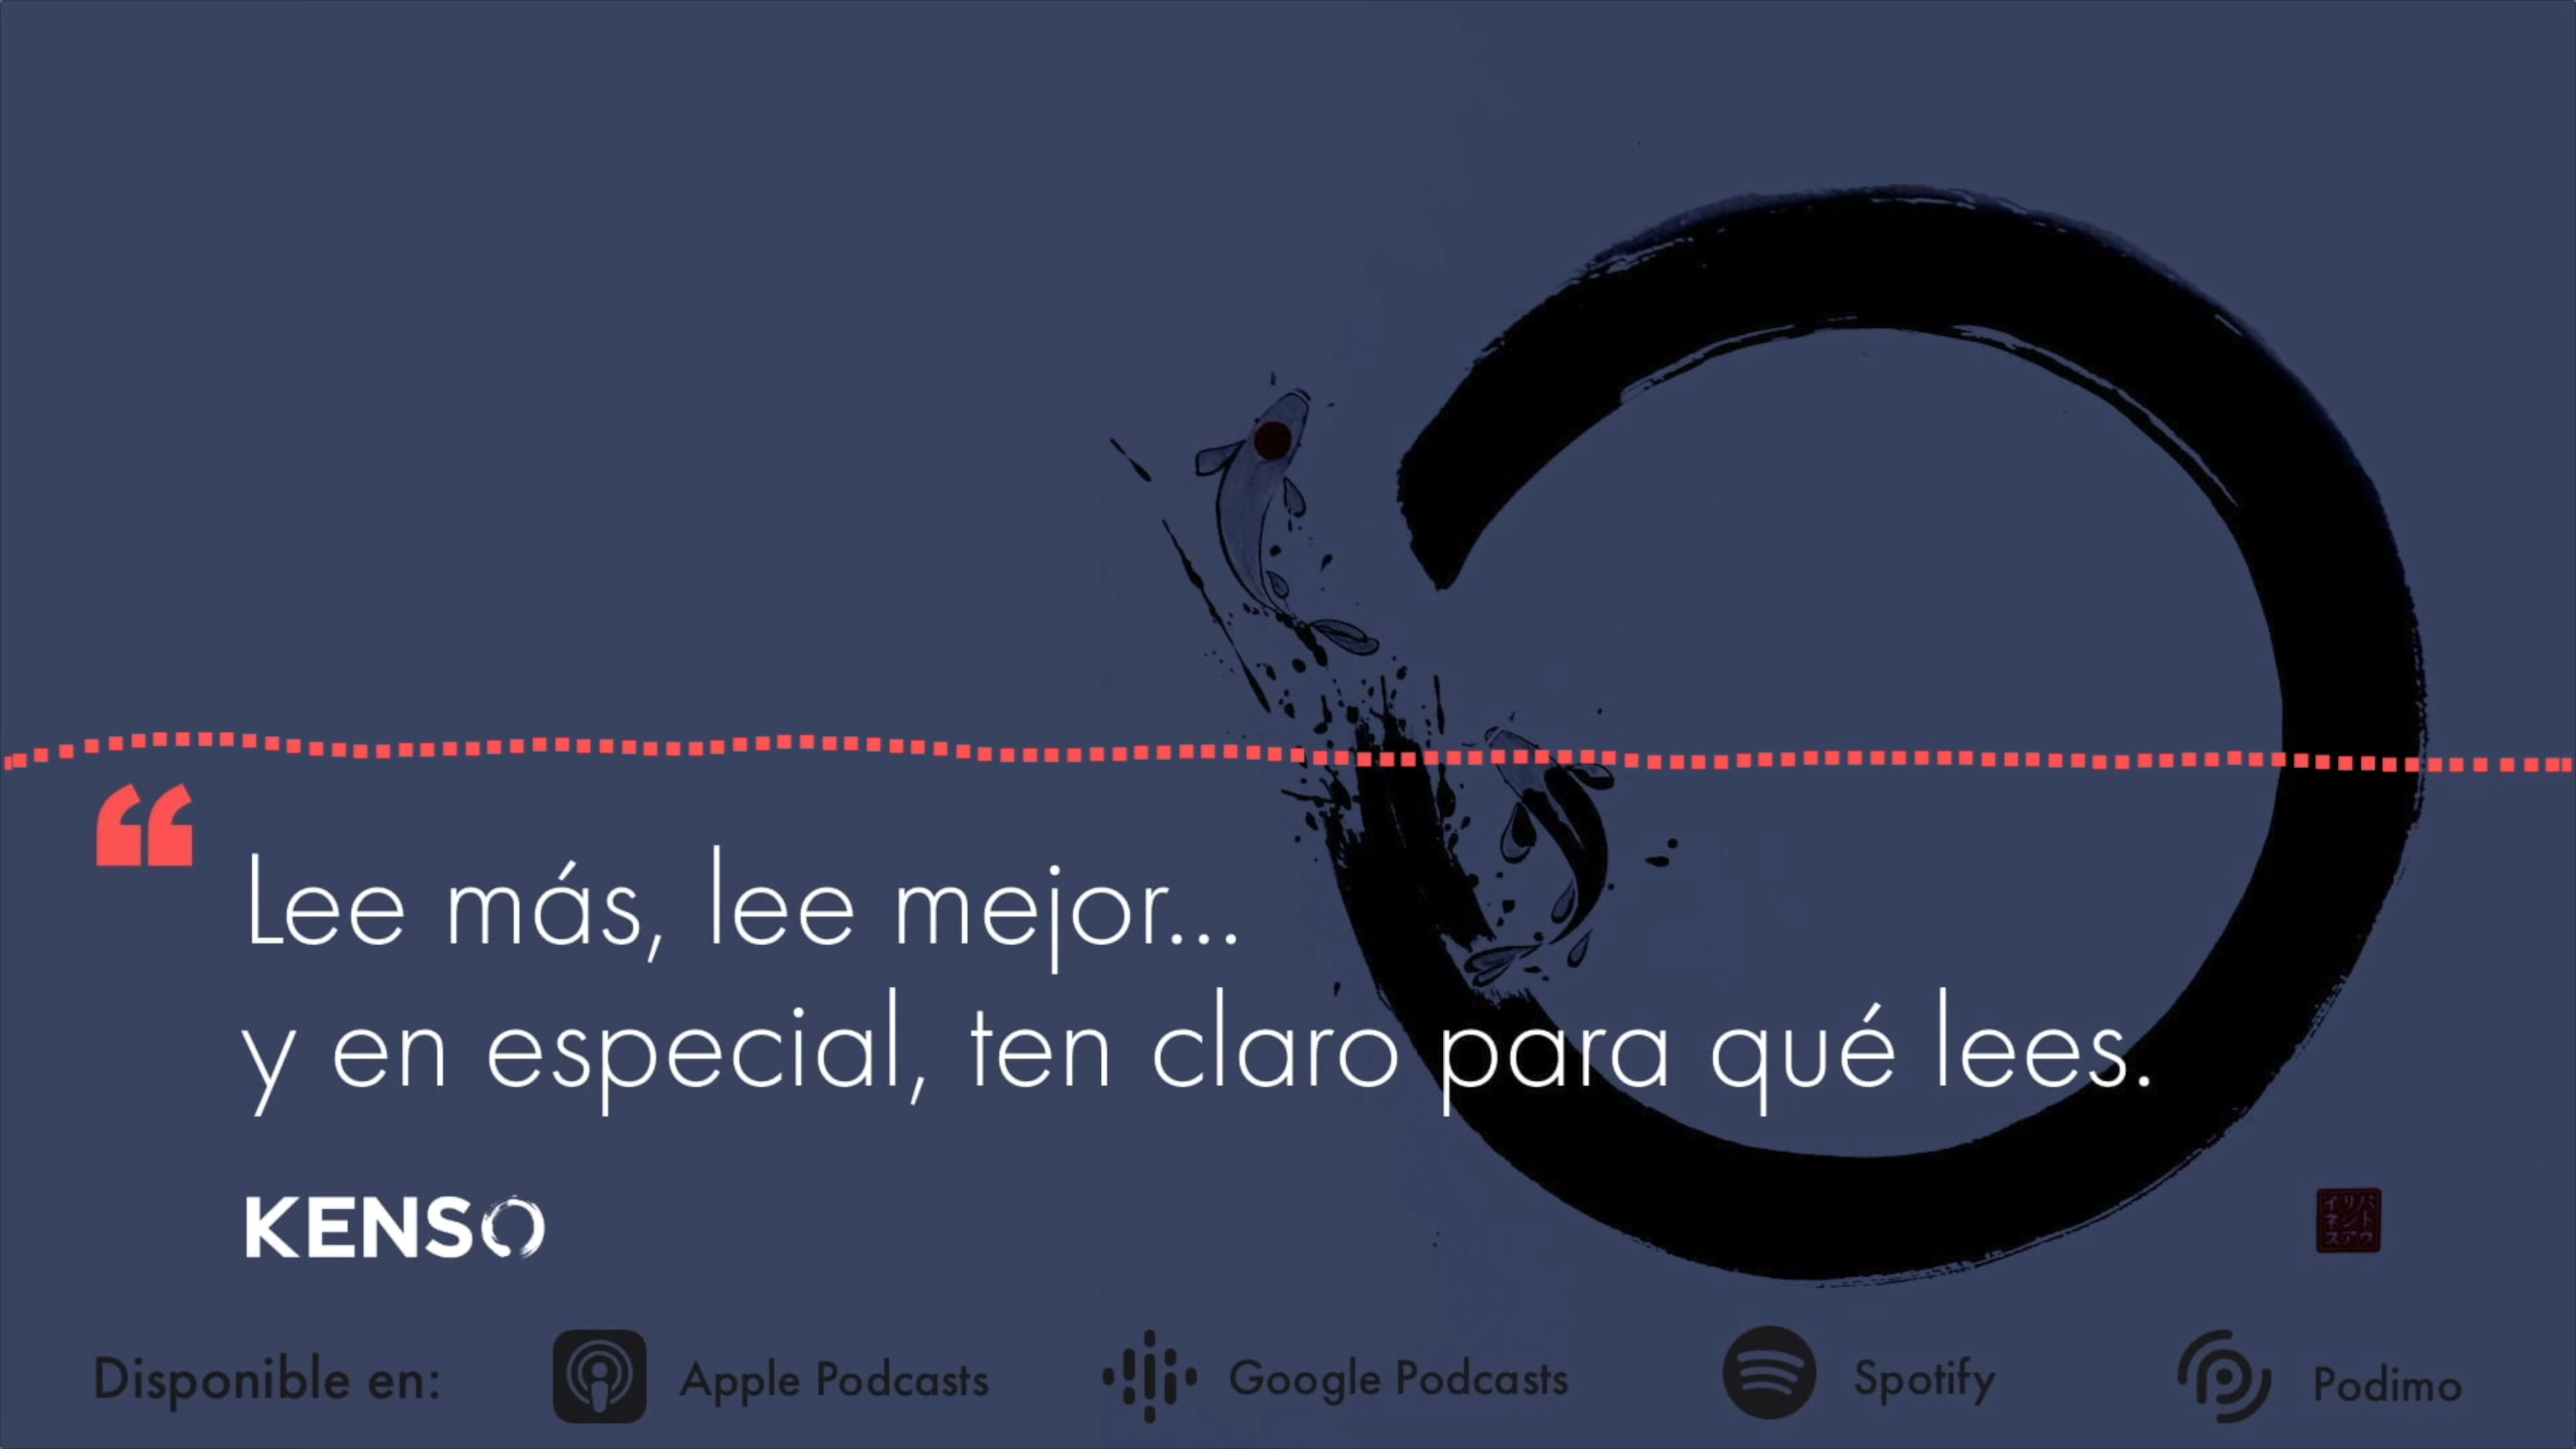 “
Lee más, lee mejor...
y en especial, ten claro para qué lees.
KENSO
Disponible en: Apple Podcasts Google Podcasts Spotify Podimo